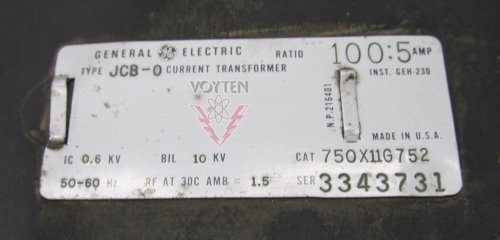 GENERAL GE ELECTRIC RATIO 100:5 AMP
TYPE JCB-0 CURRENT TRANSFORMER INST. GEH-230
VOYTEN
N.P. 216401
MADE IN U.S.A.
IC 0.6 KV BIL 10 KV CAT 750X11G752
50-60 Hz RF AT 30C AMB = 1.5 SER 3343731